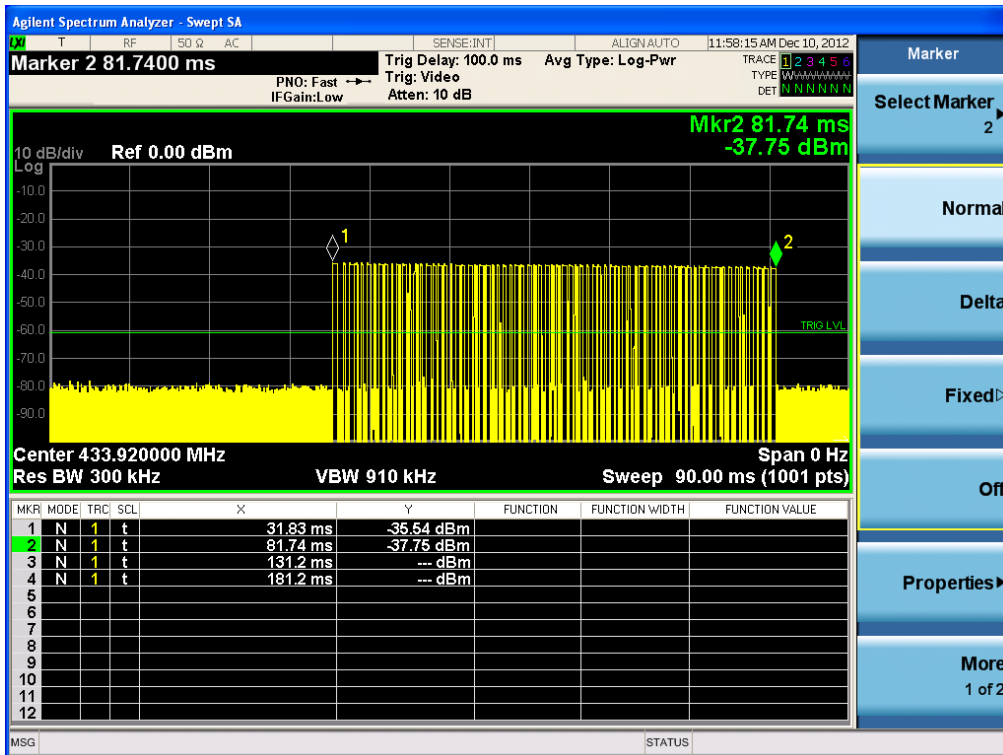 Agilent Spectrum Analyzer - Swept SA
LXI T RF 50 Ω AC SENSE:INT ALIGN AUTO 11:58:15 AM Dec 10, 2012
Marker 2 81.7400 ms
PNO: Fast
IFGain:Low
Trig Delay: 100.0 ms
Trig: Video
Atten: 10 dB
Avg Type: Log-Pwr
TRACE 1 2 3 4 5 6
TYPE
DET N N N N N N
Mkr2 81.74 ms
-37.75 dBm
10 dB/div Ref 0.00 dBm
Log
-10.0
-20.0
-30.0
-40.0
-50.0
-60.0
-70.0
-80.0
-90.0
1
2
TRIG LVL
Center 433.920000 MHz Span 0 Hz
Res BW 300 kHz VBW 910 kHz Sweep 90.00 ms (1001 pts)
MKR MODE TRC SCL X Y FUNCTION FUNCTION WIDTH FUNCTION VALUE
1 N 1 t 31.83 ms -35.54 dBm
2 N 1 t 81.74 ms -37.75 dBm
3 N 1 t 131.2 ms --- dBm
4 N 1 t 181.2 ms --- dBm
5
6
7
8
9
10
11
12
MSG STATUS
Marker
Select Marker
2
Normal
Delta
Fixed
Off
Properties
More
1 of 2